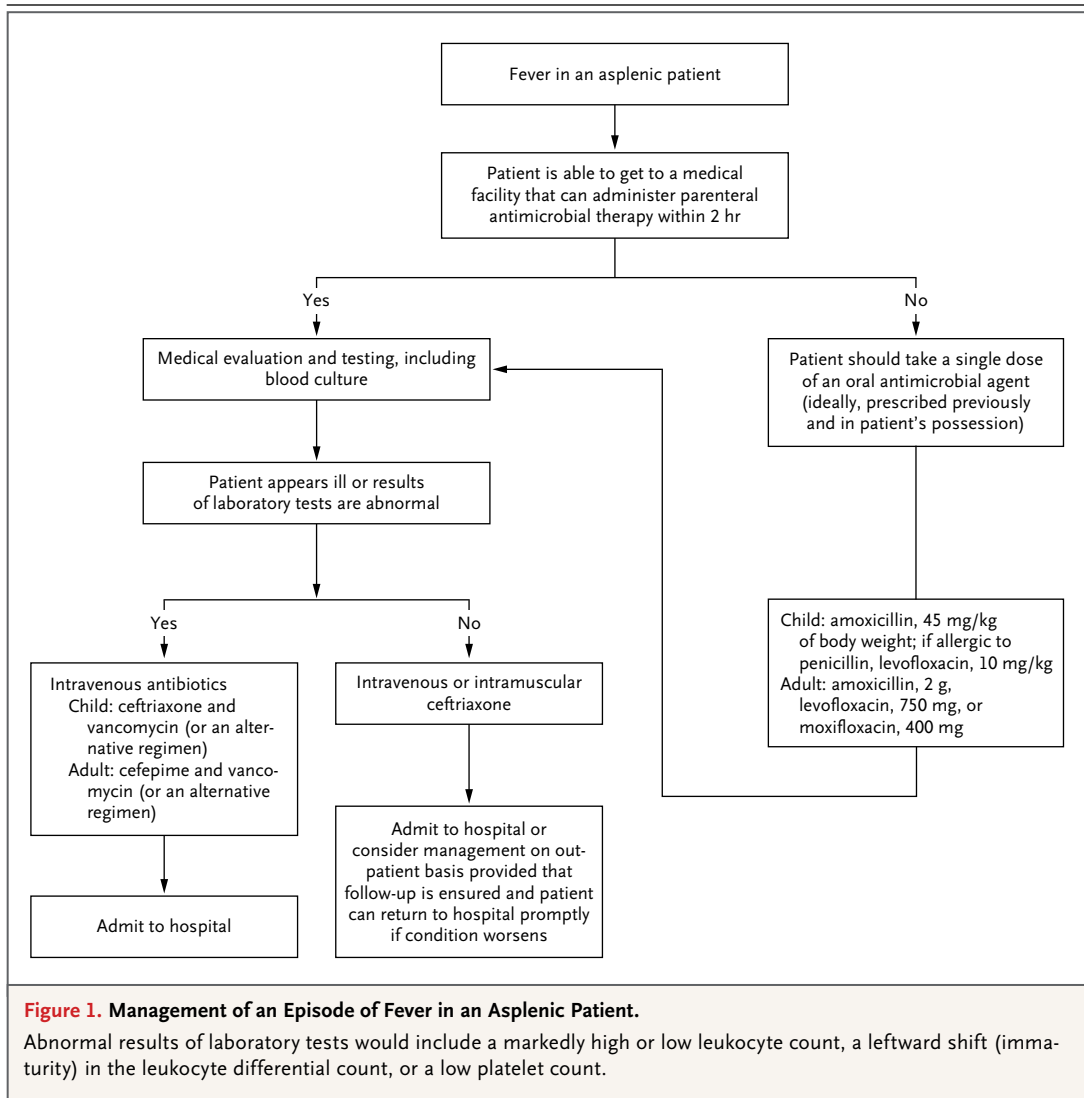 Fever in an asplenic patient
Patient is able to get to a medical
facility that can administer parenteral
antimicrobial therapy within 2 hr
Yes
No
Medical evaluation and testing, including
blood culture
Patient should take a single dose
of an oral antimicrobial agent
(ideally, prescribed previously
and in patient's possession)
Patient appears ill or results
of laboratory tests are abnormal
Yes
No
Child: amoxicillin, 45 mg/kg
of body weight; if allergic to
penicillin, levofloxacin, 10 mg/kg
Adult: amoxicillin, 2 g,
levofloxacin, 750 mg, or
moxifloxacin, 400 mg
Intravenous antibiotics
Child: ceftriaxone and
vancomycin (or an alter-
native regimen)
Adult: cefepime and vanco-
mycin (or an alternative
regimen)
Intravenous or intramuscular
ceftriaxone
Admit to hospital
Admit to hospital or
consider management on out-
patient basis provided that
follow-up is ensured and patient
can return to hospital promptly
if condition worsens
Figure 1. Management of an Episode of Fever in an Asplenic Patient.
Abnormal results of laboratory tests would include a markedly high or low leukocyte count, a leftward shift (imma-
turity) in the leukocyte differential count, or a low platelet count.